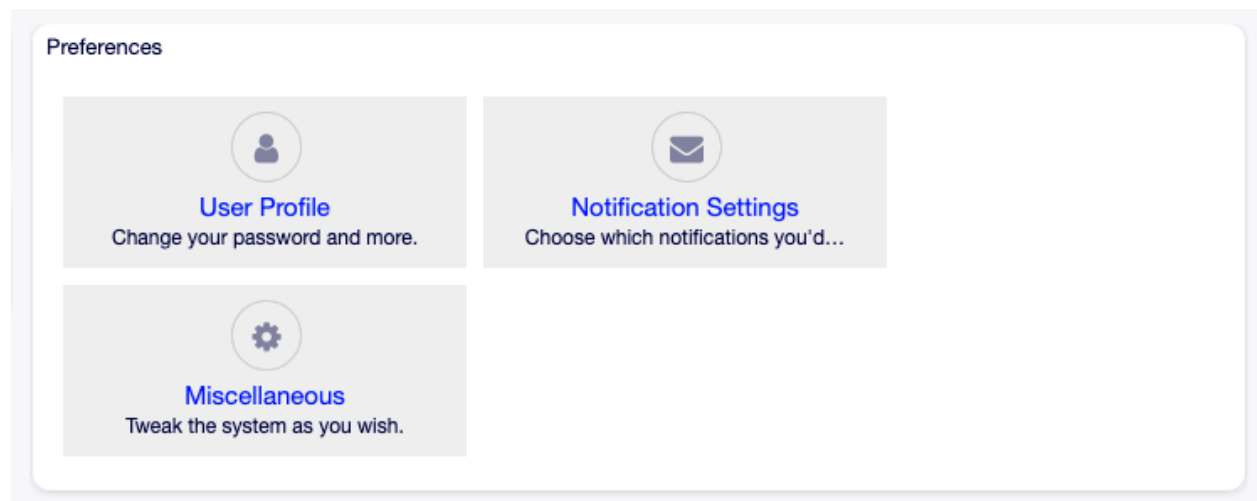 Preferences
User Profile
Change your password and more.
Notification Settings
Choose which notifications you'd...
Miscellaneous
Tweak the system as you wish.